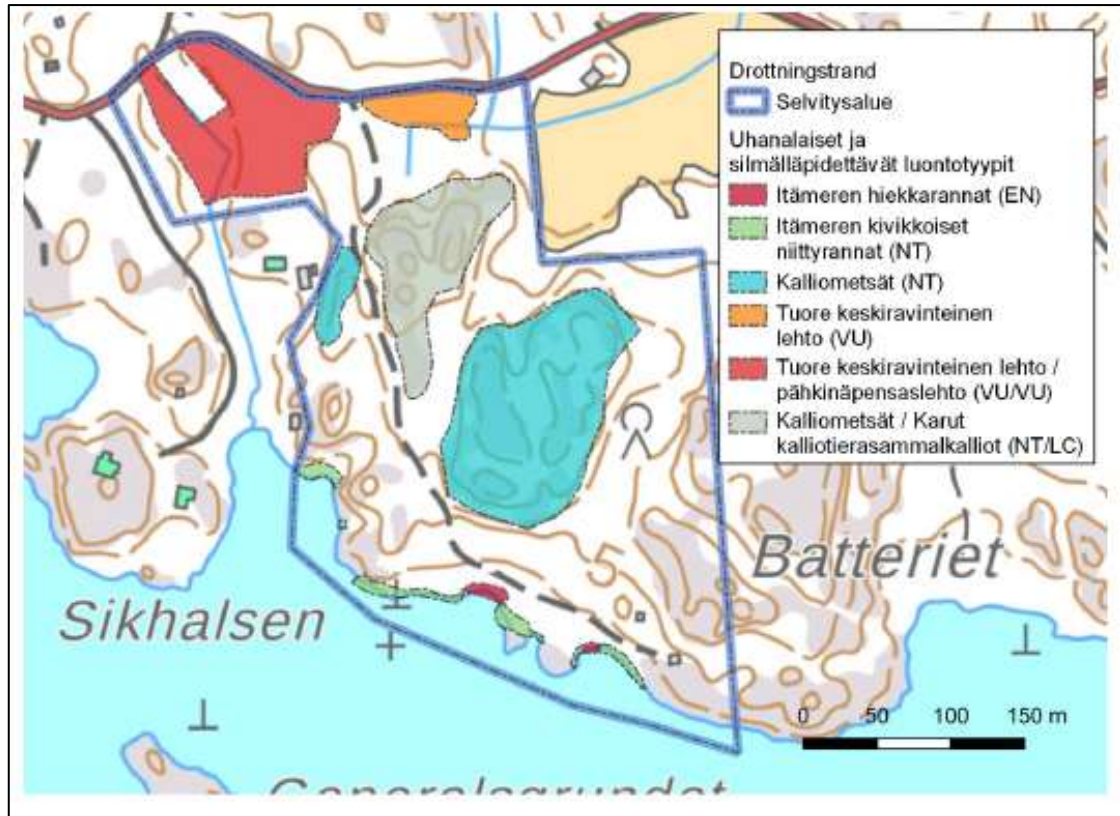 Drottningstrand
Selvitysalue
Uhanalaiset ja
silmälläpidettävät luontotyypit
Itämeren hiekkarannat (EN)
Itämeren kivikkoiset
niittyrannat (NT)
Kalliometsät (NT)
Tuore keskiravinteinen
lehto (VU)
Tuore keskiravinteinen lehto /
pähkinäpensaslehto (VU/VU)
Kalliometsät / Karut
kalliotierasammalkalliot (NT/LC)
Batteriet
5
Sikhalsen
0 50 100 150 m
Generalsgrundet